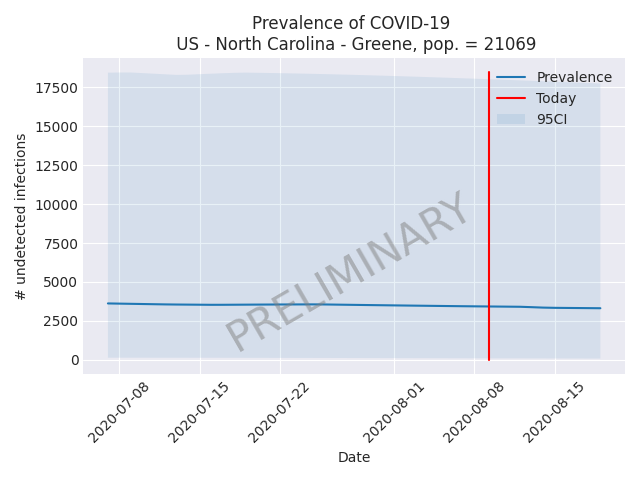 Prevalence of COVID-19
US - North Carolina - Greene, pop. = 21069
Prevalence
Today
95CI
# undetected infections
17500
15000
12500
10000
7500
5000
2500
0
PRELIMINARY
2020-07-08
2020-07-15
2020-07-22
2020-08-01
2020-08-08
2020-08-15
Date